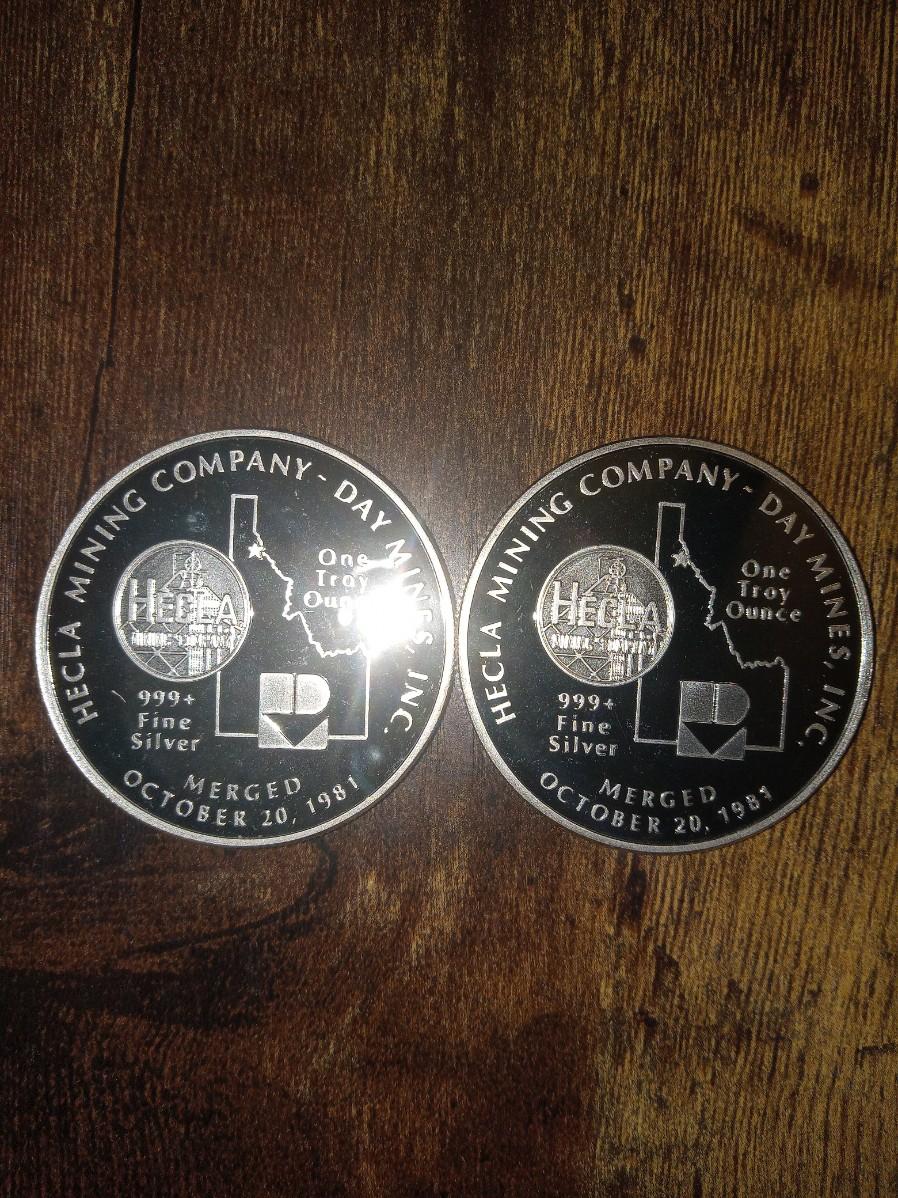 HECLA MINING COMPANY ~ DAY MINES, INC.
One
Troy
Ounce
HECLA
999+
Fine
Silver
MERGED
OCTOBER 20, 1981
HECLA MINING COMPANY ~ DAY MINES, INC.
One
Troy
Ounce
HECLA
999+
Fine
Silver
MERGED
OCTOBER 20, 1981